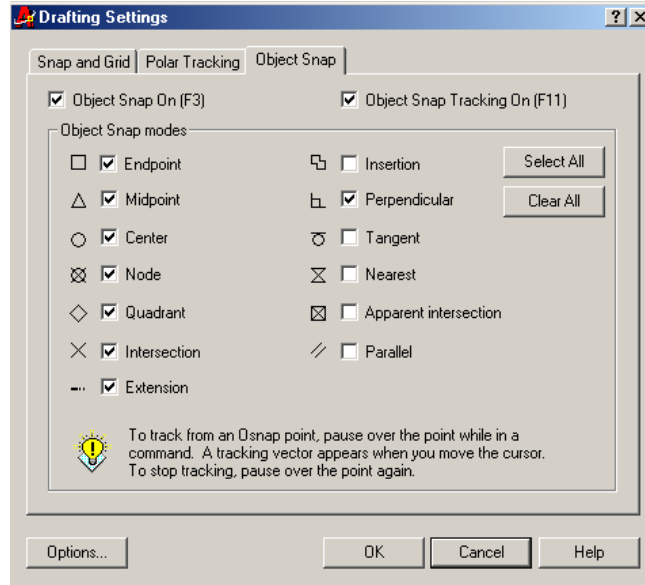 Drafting Settings
Snap and Grid Polar Tracking Object Snap
Object Snap On (F3) Object Snap Tracking On (F11)
Object Snap modes
Endpoint Insertion Select All
Midpoint Perpendicular Clear All
Center Tangent
Node Nearest
Quadrant Apparent intersection
Intersection Parallel
Extension
To track from an Osnap point, pause over the point while in a
command. A tracking vector appears when you move the cursor.
To stop tracking, pause over the point again.
Options... OK Cancel Help